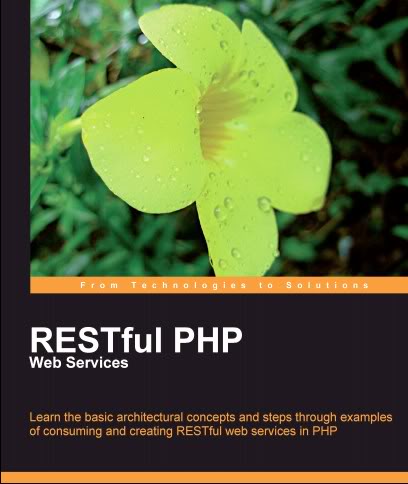 From Technologies to Solutions
RESTful PHP
Web Services
Learn the basic architectural concepts and steps through examples
of consuming and creating RESTful web services in PHP